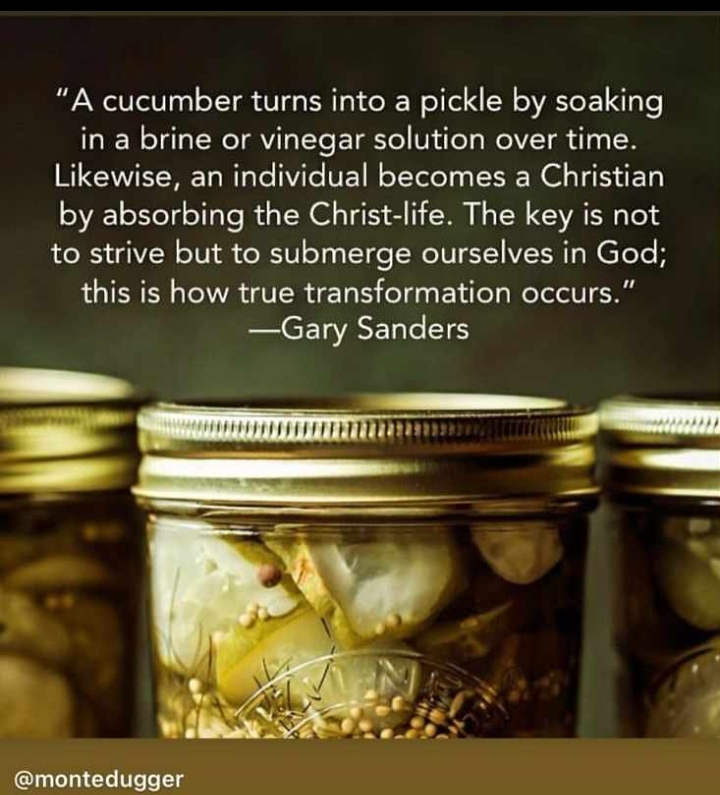 “A cucumber turns into a pickle by soaking
in a brine or vinegar solution over time.
Likewise, an individual becomes a Christian
by absorbing the Christ-life. The key is not
to strive but to submerge ourselves in God;
this is how true transformation occurs.”
—Gary Sanders
@montedugger